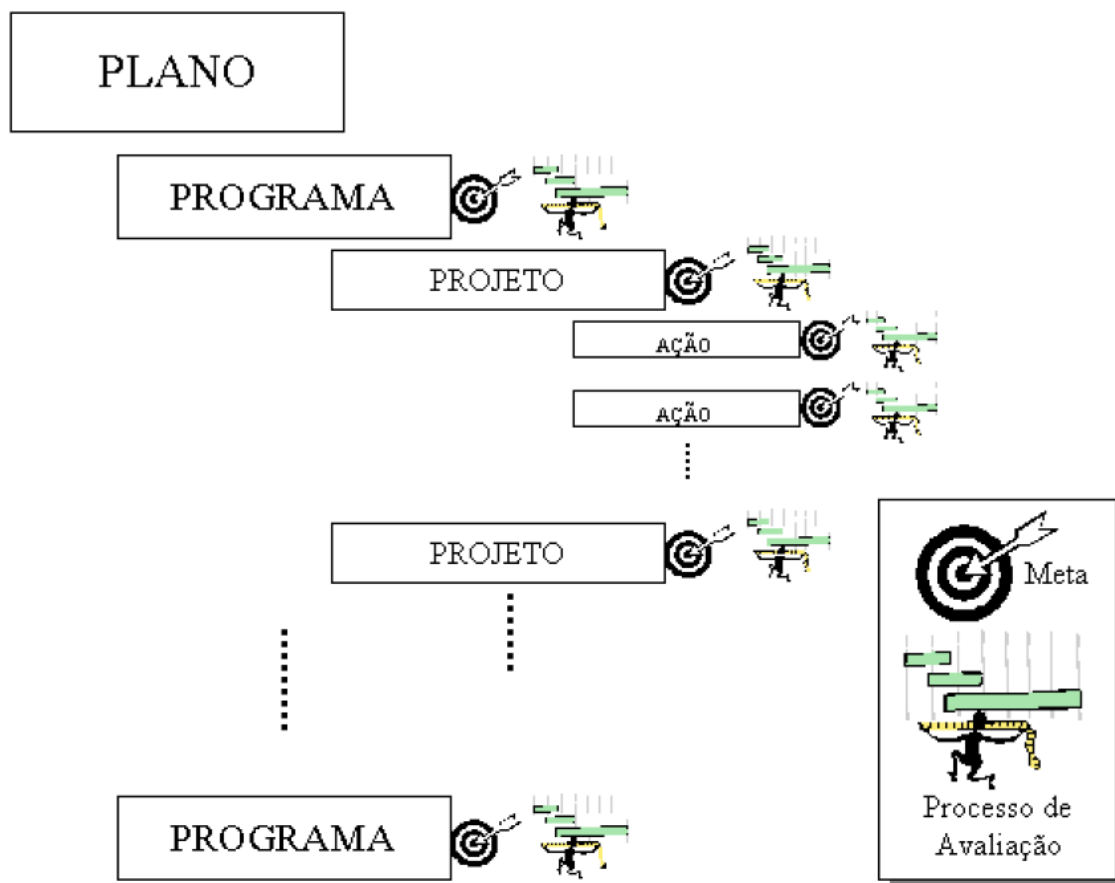 PLANO
PROGRAMA
PROJETO
AÇÃO
AÇÃO
PROJETO
Meta
Processo de
Avaliação
PROGRAMA